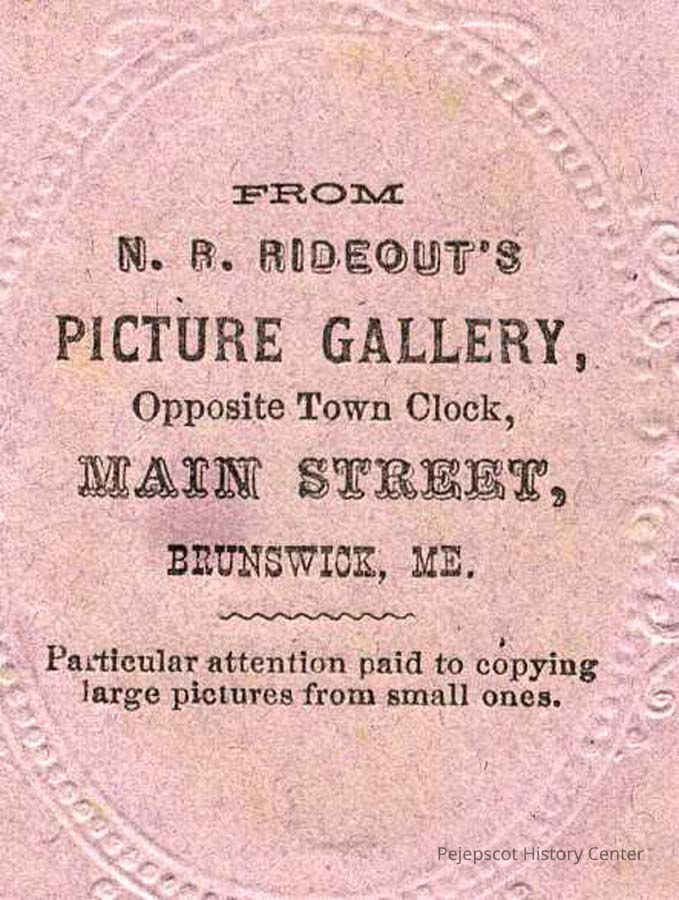 FROM
N. R. RIDEOUT'S
PICTURE GALLERY,
Opposite Town Clock,
MAIN STREET,
BRUNSWICK, ME.
Particular attention paid to copying
large pictures from small ones.
Pejepscot History Center